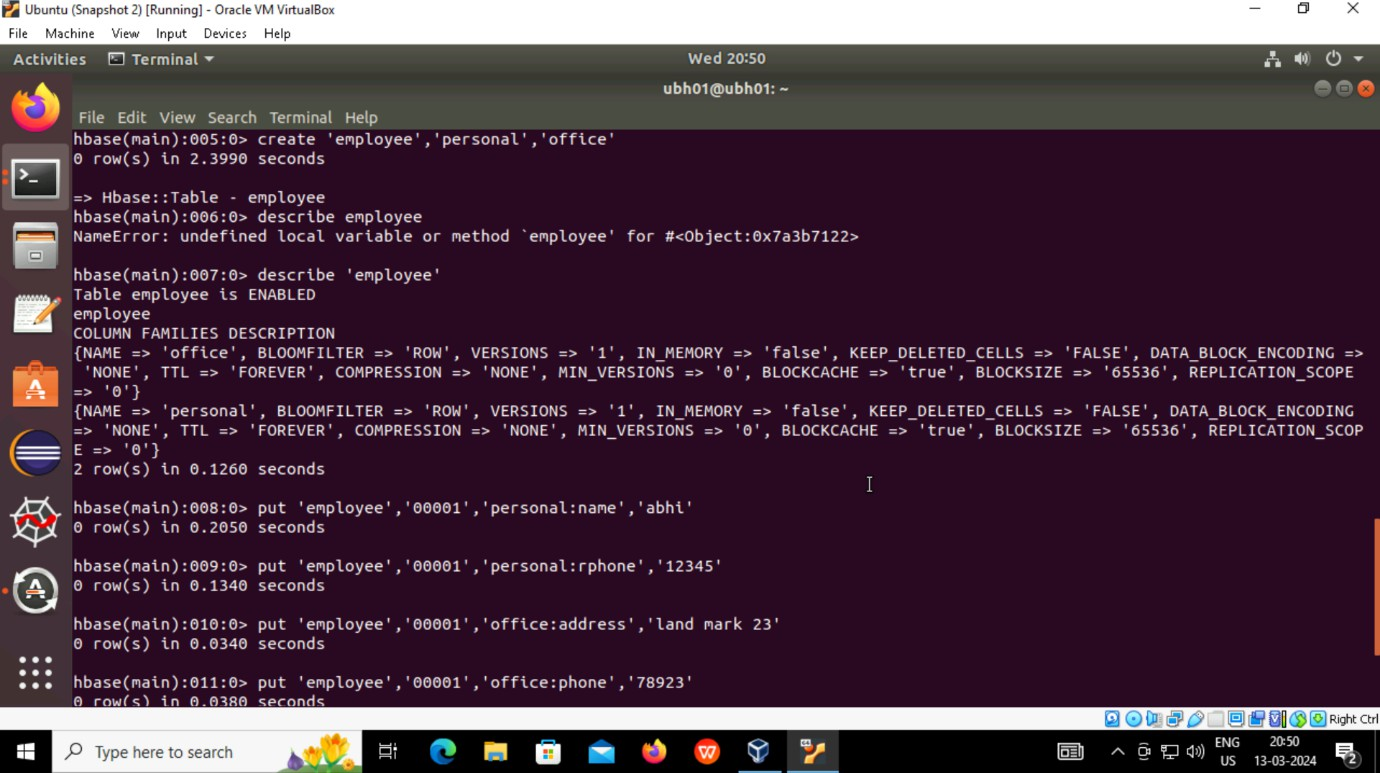 Ubuntu (Snapshot 2) [Running] - Oracle VM VirtualBox
File Machine View Input Devices Help
Activities Terminal Wed 20:50
ubh01@ubh01: ~
File Edit View Search Terminal Help
hbase(main):005:0> create 'employee','personal','office'
0 row(s) in 2.3990 seconds
=> Hbase::Table - employee
hbase(main):006:0> describe employee
NameError: undefined local variable or method `employee' for #<Object:0x7a3b7122>
hbase(main):007:0> describe 'employee'
Table employee is ENABLED
employee
COLUMN FAMILIES DESCRIPTION
{NAME => 'office', BLOOMFILTER => 'ROW', VERSIONS => '1', IN_MEMORY => 'false', KEEP_DELETED_CELLS => 'FALSE', DATA_BLOCK_ENCODING =>
'NONE', TTL => 'FOREVER', COMPRESSION => 'NONE', MIN_VERSIONS => '0', BLOCKCACHE => 'true', BLOCKSIZE => '65536', REPLICATION_SCOPE
=> '0'}
{NAME => 'personal', BLOOMFILTER => 'ROW', VERSIONS => '1', IN_MEMORY => 'false', KEEP_DELETED_CELLS => 'FALSE', DATA_BLOCK_ENCODING
=> 'NONE', TTL => 'FOREVER', COMPRESSION => 'NONE', MIN_VERSIONS => '0', BLOCKCACHE => 'true', BLOCKSIZE => '65536', REPLICATION_SCOP
E => '0'}
2 row(s) in 0.1260 seconds
hbase(main):008:0> put 'employee','00001','personal:name','abhi'
0 row(s) in 0.2050 seconds
hbase(main):009:0> put 'employee','00001','personal:rphone','12345'
0 row(s) in 0.1340 seconds
hbase(main):010:0> put 'employee','00001','office:address','land mark 23'
0 row(s) in 0.0340 seconds
hbase(main):011:0> put 'employee','00001','office:phone','78923'
0 row(s) in 0.0380 seconds
Right Ctrl
Type here to search
ENG
US
20:50
13-03-2024
2